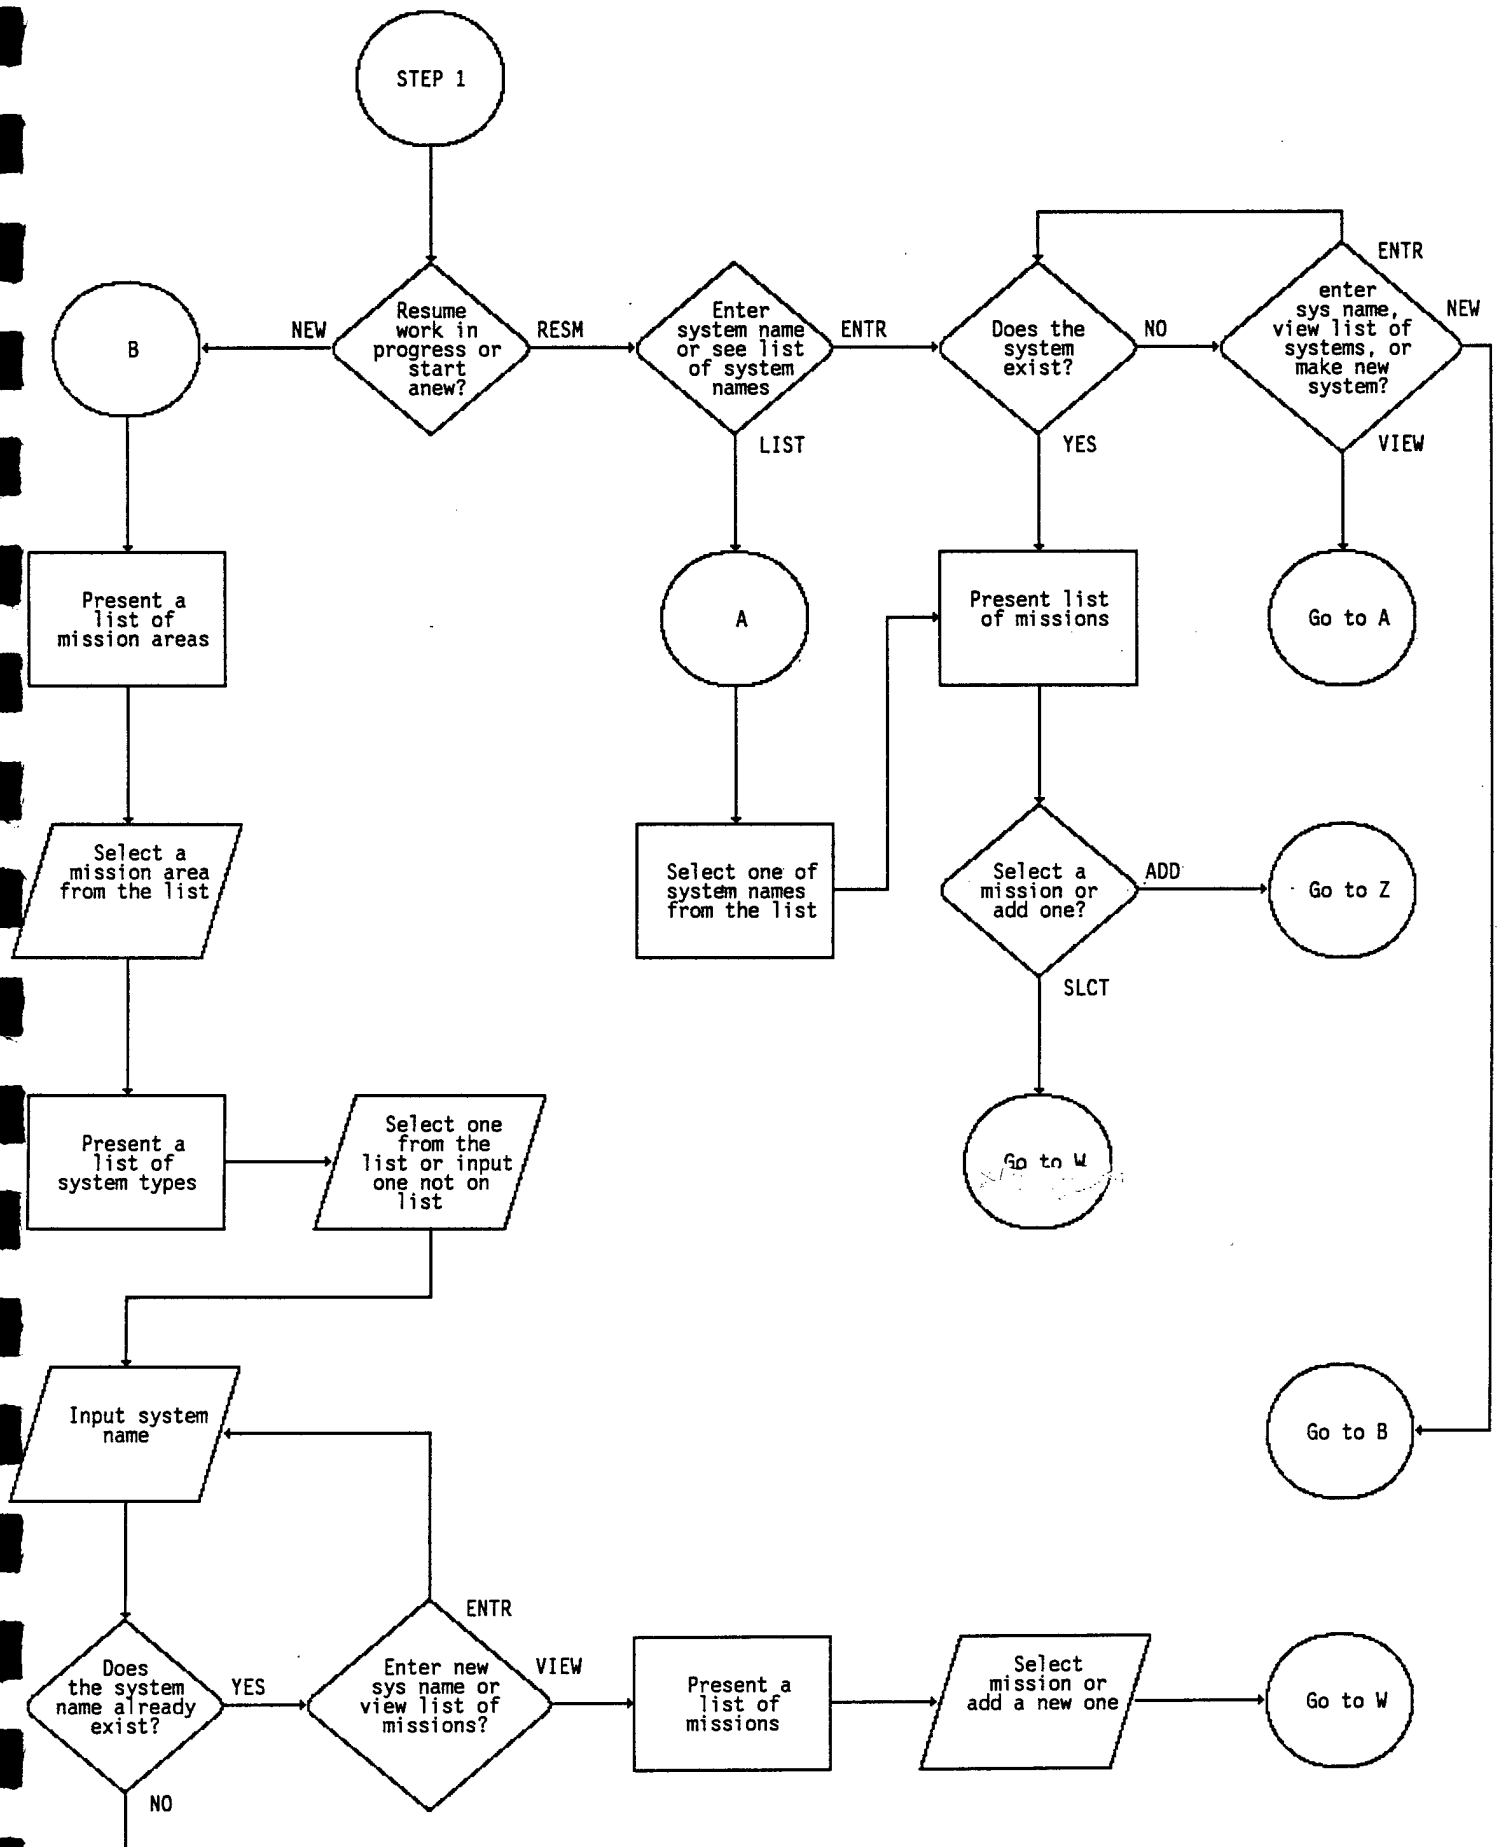 STEP 1
ENTR
NEW
B
NEW
Resume
work in
progress or
start
anew?
RESM
Enter
system name
or see list
of system
names
ENTR
Does the
system
exist?
NO
enter
sys name,
view list of
systems, or
make new
system?
LIST
YES
VIEW
Present a
list of
mission areas
A
Present list
of missions
Go to A
Select a
mission area
from the list
Select one of
system names
from the list
Select a
mission or
add one?
ADD
Go to Z
SLCT
Present a
list of
system types
Select one
from the
list or input
one not on
list
Go to W
Input system
name
Go to B
ENTR
Does
the system
name already
exist?
YES
Enter new
sys name or
view list of
missions?
VIEW
Present a
list of
missions
Select
mission or
add a new one
Go to W
NO